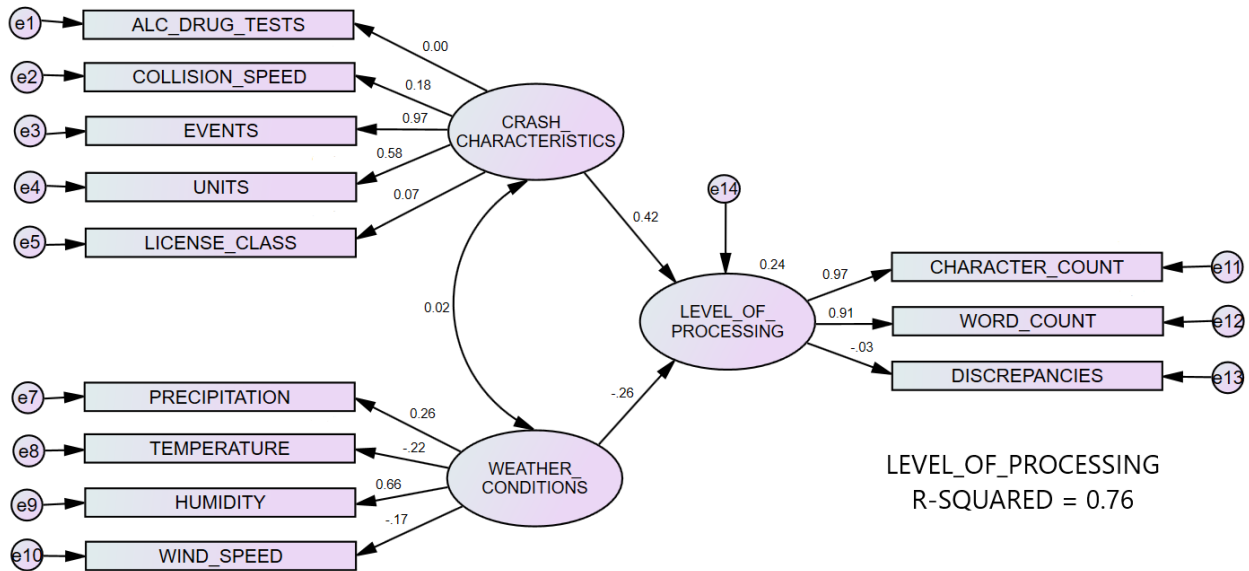 e1
ALC_DRUG_TESTS
0.00
e2
COLLISION_SPEED
0.18
e3
EVENTS
0.97
e4
UNITS
0.58
e5
LICENSE_CLASS
0.07
CRASH_
CHARACTERISTICS
0.42
e14
0.24
LEVEL_OF_
PROCESSING
0.97
CHARACTER_COUNT
e11
0.91
WORD_COUNT
e12
-.03
DISCREPANCIES
e13
0.02
-.26
e7
PRECIPITATION
0.26
e8
TEMPERATURE
-.22
e9
HUMIDITY
0.66
e10
WIND_SPEED
-.17
WEATHER_
CONDITIONS
LEVEL_OF_PROCESSING
R-SQUARED = 0.76